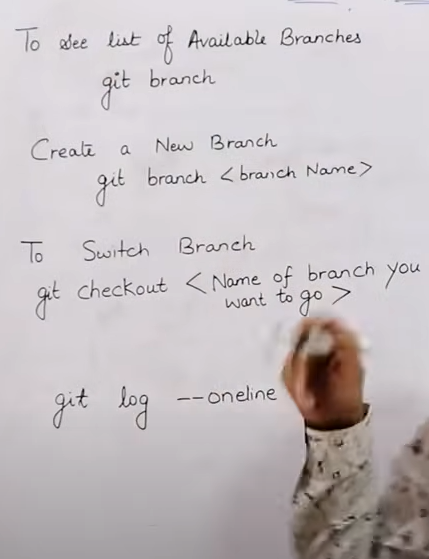 To see list of Available Branches
git branch
Create a New Branch
git branch <branch Name>
To Switch Branch
git checkout <Name of branch you
want to go>
git log --oneline